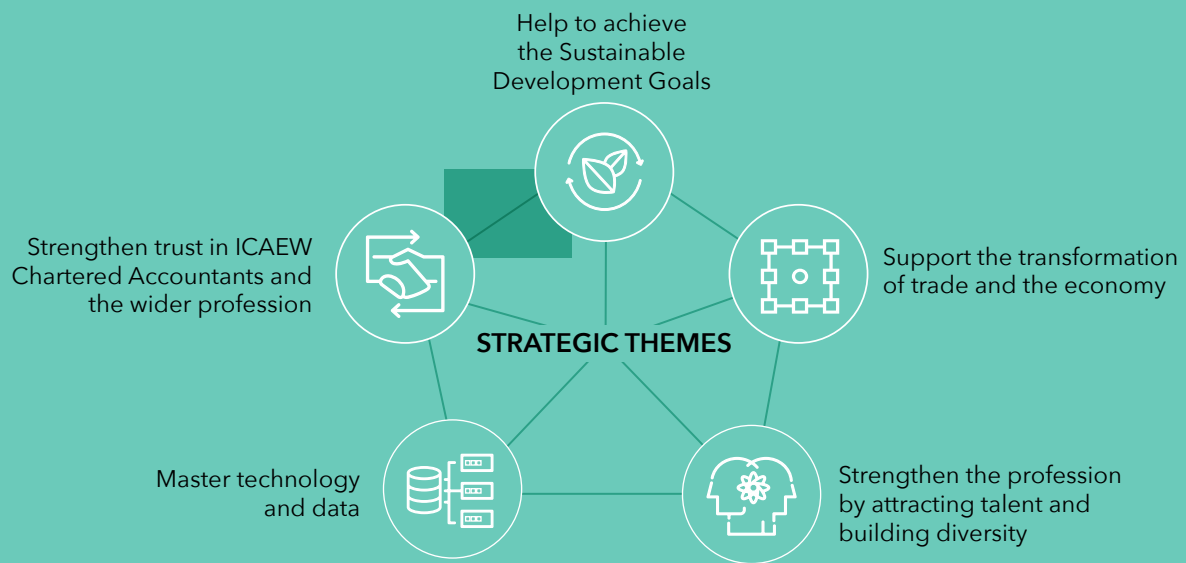 Help to achieve
the Sustainable
Development Goals
Strengthen trust in ICAEW
Chartered Accountants and
the wider profession
Support the transformation
of trade and the economy
STRATEGIC THEMES
Master technology
and data
Strengthen the profession
by attracting talent and
building diversity